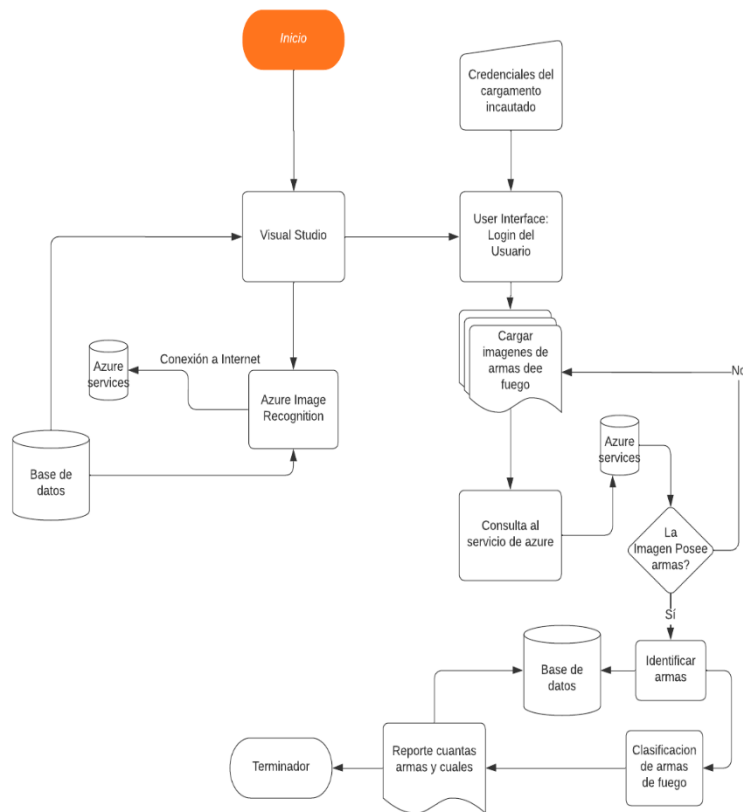 Inicio
Credenciales del
cargamento
incautado
Visual Studio
User Interface:
Login del
Usuario
Cargar
imagenes de
armas dee
fuego
No
Conexión a Internet
Azure
services
Azure Image
Recognition
Azure
services
Base de
datos
Consulta al
servicio de azure
La
Imagen Posee
armas?
Sí
Identificar
armas
Base de
datos
Terminador
Reporte cuantas
armas y cuales
Clasificacion
de armas
de fuego